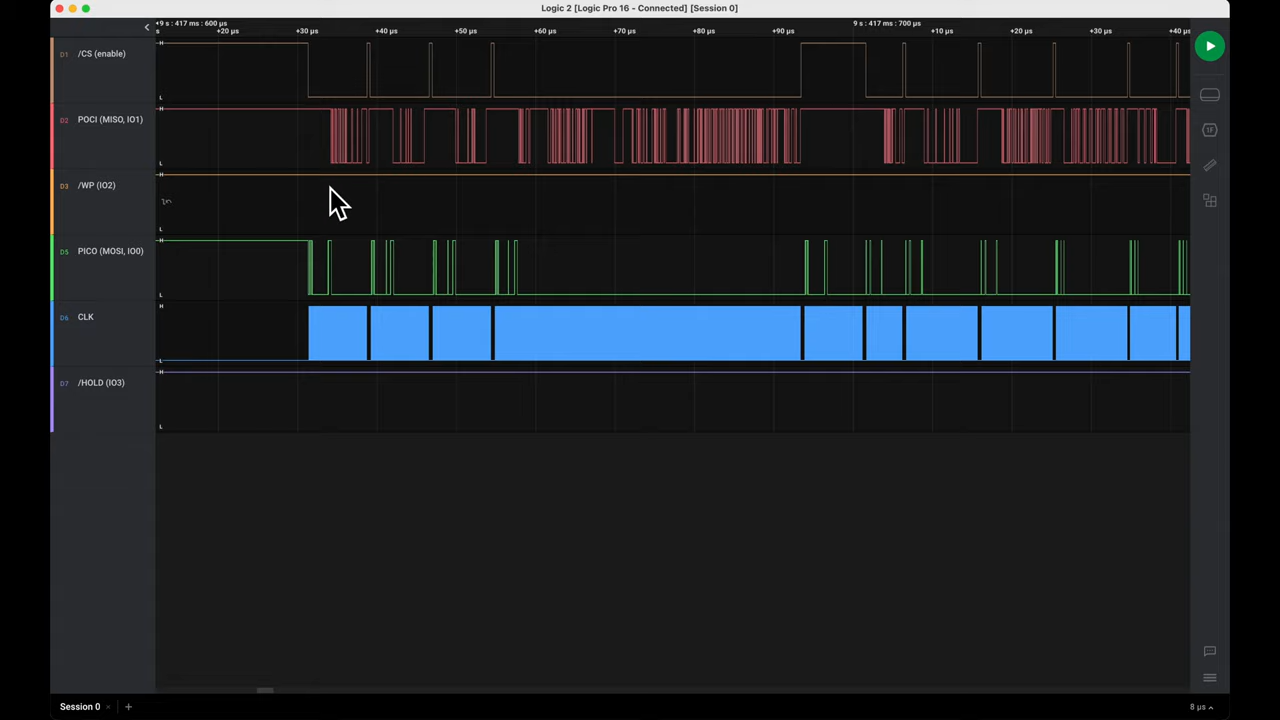 Logic 2 [Logic Pro 16 - Connected] [Session 0]
+9 s : 417 ms : 600 µs
9 s : 417 ms : 700 µs
s +20 µs +30 µs +40 µs +50 µs +60 µs +70 µs +80 µs +90 µs +10 µs +20 µs +30 µs +40 µs
D1 /CS (enable) H L
D2 POCI (MISO, IO1) H L
D3 /WP (IO2) H L
D5 PICO (MOSI, IO0) H L
D6 CLK H L
D7 /HOLD (IO3) H L
1F
Session 0
8 µs